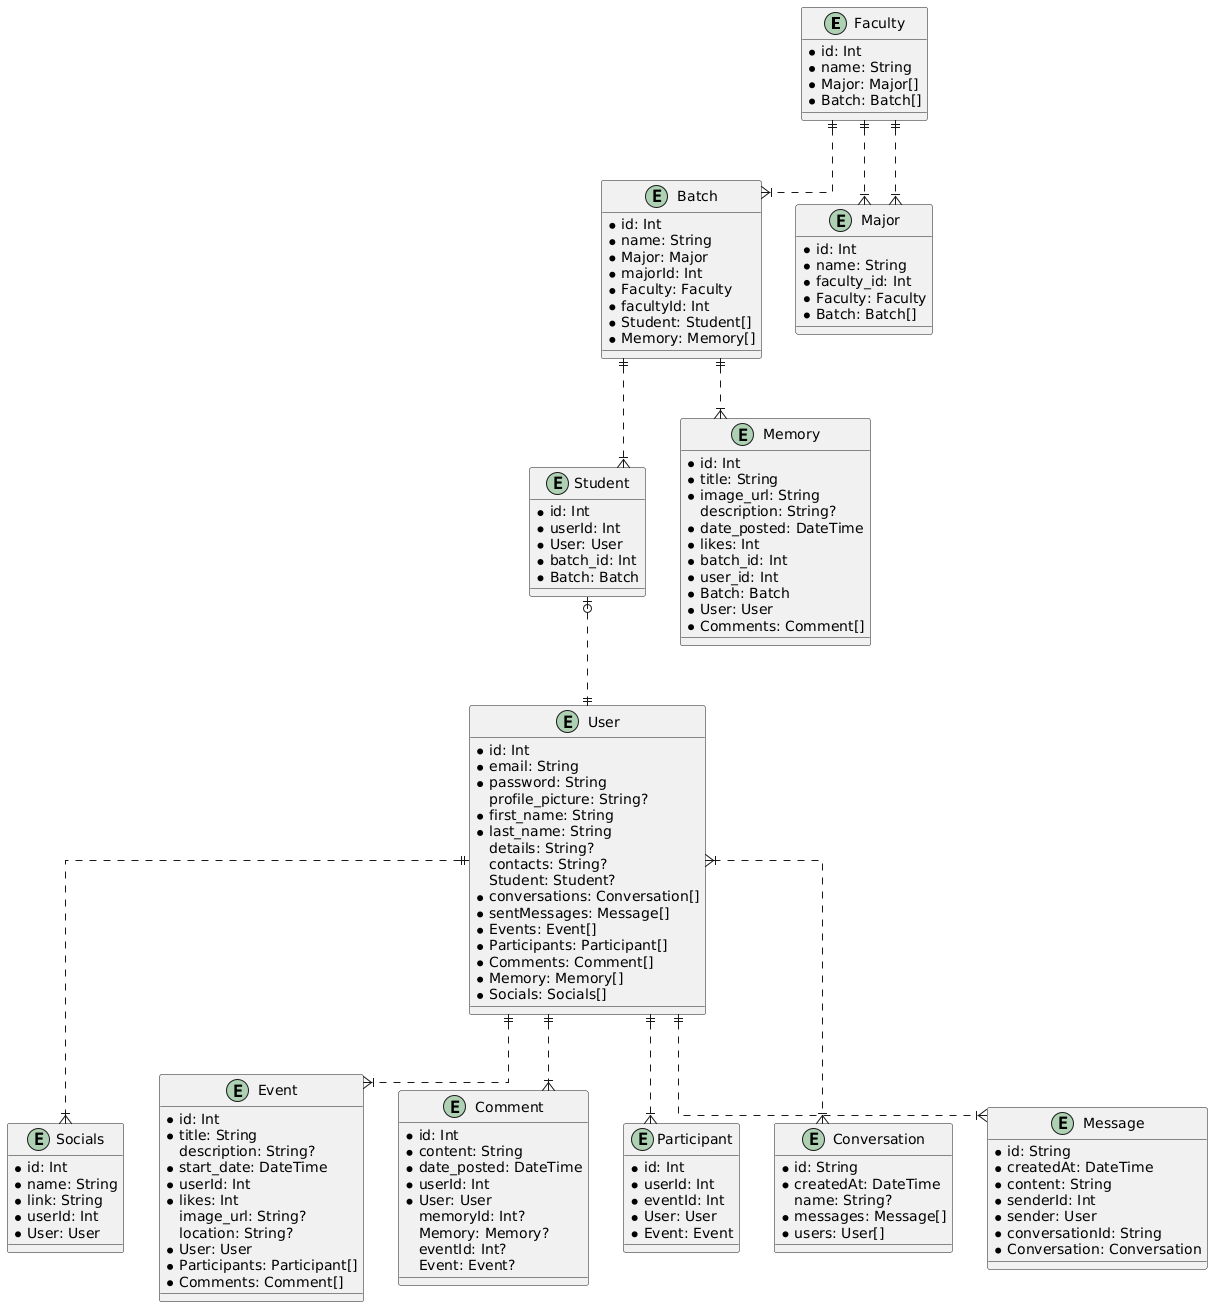 E Faculty
id: Int
name: String
Major: Major[]
Batch: Batch[]
E Batch
id: Int
name: String
Major: Major
majorId: Int
Faculty: Faculty
facultyId: Int
Student: Student[]
Memory: Memory[]
E Major
id: Int
name: String
faculty_id: Int
Faculty: Faculty
Batch: Batch[]
E Student
id: Int
userId: Int
User: User
batch_id: Int
Batch: Batch
E Memory
id: Int
title: String
image_url: String
description: String?
date_posted: DateTime
likes: Int
batch_id: Int
user_id: Int
Batch: Batch
User: User
Comments: Comment[]
E User
id: Int
email: String
password: String
profile_picture: String?
first_name: String
last_name: String
details: String?
contacts: String?
Student: Student?
conversations: Conversation[]
sentMessages: Message[]
Events: Event[]
Participants: Participant[]
Comments: Comment[]
Memory: Memory[]
Socials: Socials[]
E Socials
id: Int
name: String
link: String
userId: Int
User: User
E Event
id: Int
title: String
description: String?
start_date: DateTime
userId: Int
likes: Int
image_url: String?
location: String?
User: User
Participants: Participant[]
Comments: Comment[]
E Comment
id: Int
content: String
date_posted: DateTime
userId: Int
User: User
memoryId: Int?
Memory: Memory?
eventId: Int?
Event: Event?
E Participant
id: Int
userId: Int
eventId: Int
User: User
Event: Event
E Conversation
id: String
createdAt: DateTime
name: String?
messages: Message[]
users: User[]
E Message
id: String
createdAt: DateTime
content: String
senderId: Int
sender: User
conversationId: String
Conversation: Conversation